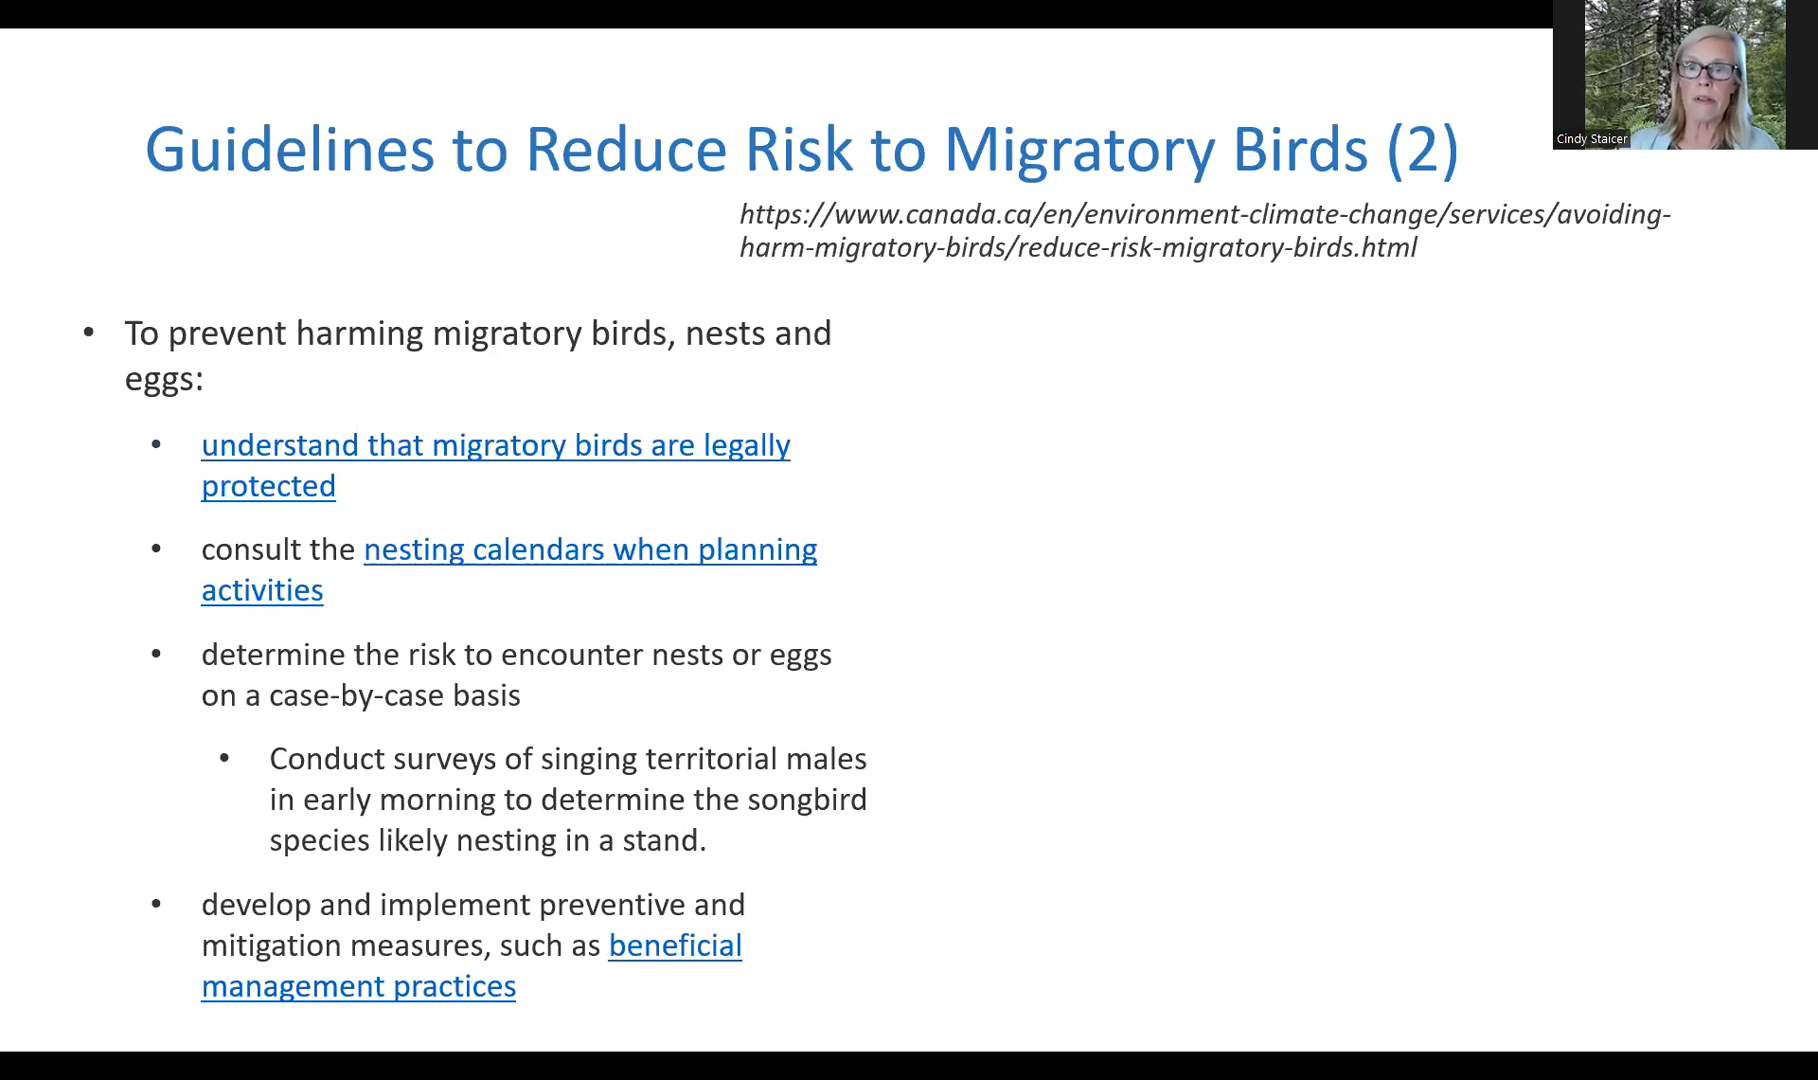 Guidelines to Reduce Risk to Migratory Birds (2)
Cindy Staicer
https://www.canada.ca/en/environment-climate-change/services/avoiding-
harm-migratory-birds/reduce-risk-migratory-birds.html
• To prevent harming migratory birds, nests and
eggs:
• understand that migratory birds are legally
protected
• consult the nesting calendars when planning
activities
• determine the risk to encounter nests or eggs
on a case-by-case basis
• Conduct surveys of singing territorial males
in early morning to determine the songbird
species likely nesting in a stand.
• develop and implement preventive and
mitigation measures, such as beneficial
management practices